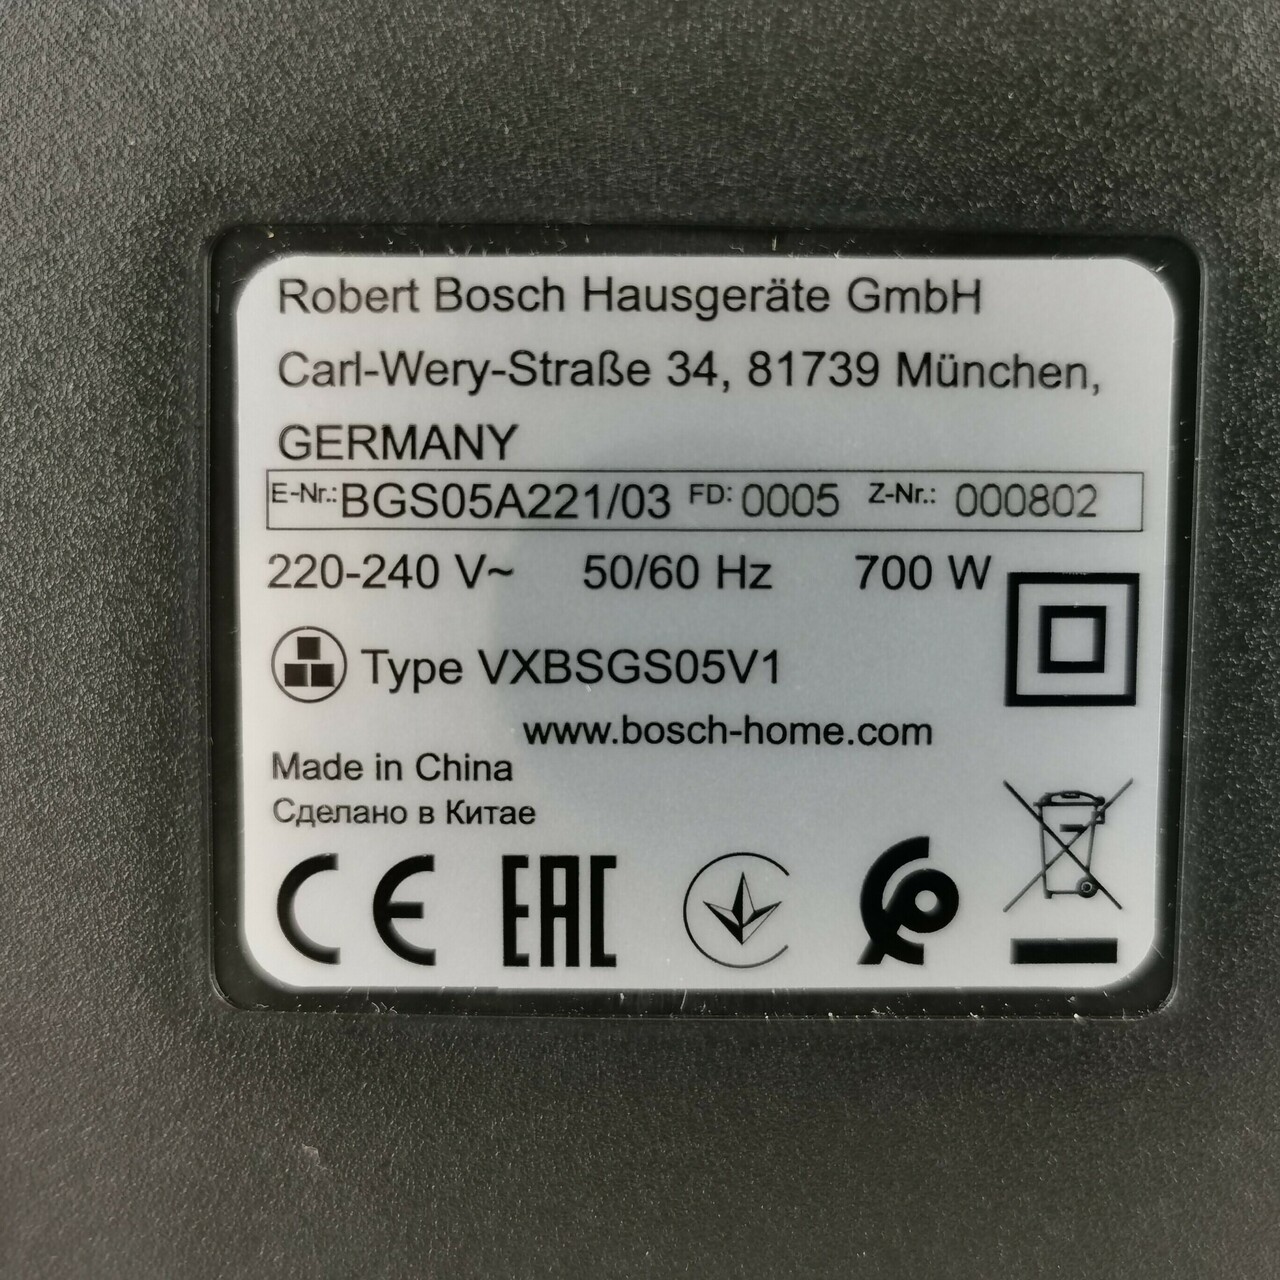 Robert Bosch Hausgeräte GmbH
Carl-Wery-Straße 34, 81739 München,
GERMANY
E-Nr.: BGS05A221/03 FD: 0005 Z-Nr.: 000802
220-240 V~ 50/60 Hz 700 W
Type VXBSGS05V1
www.bosch-home.com
Made in China
Сделано в Китае
CE EAC